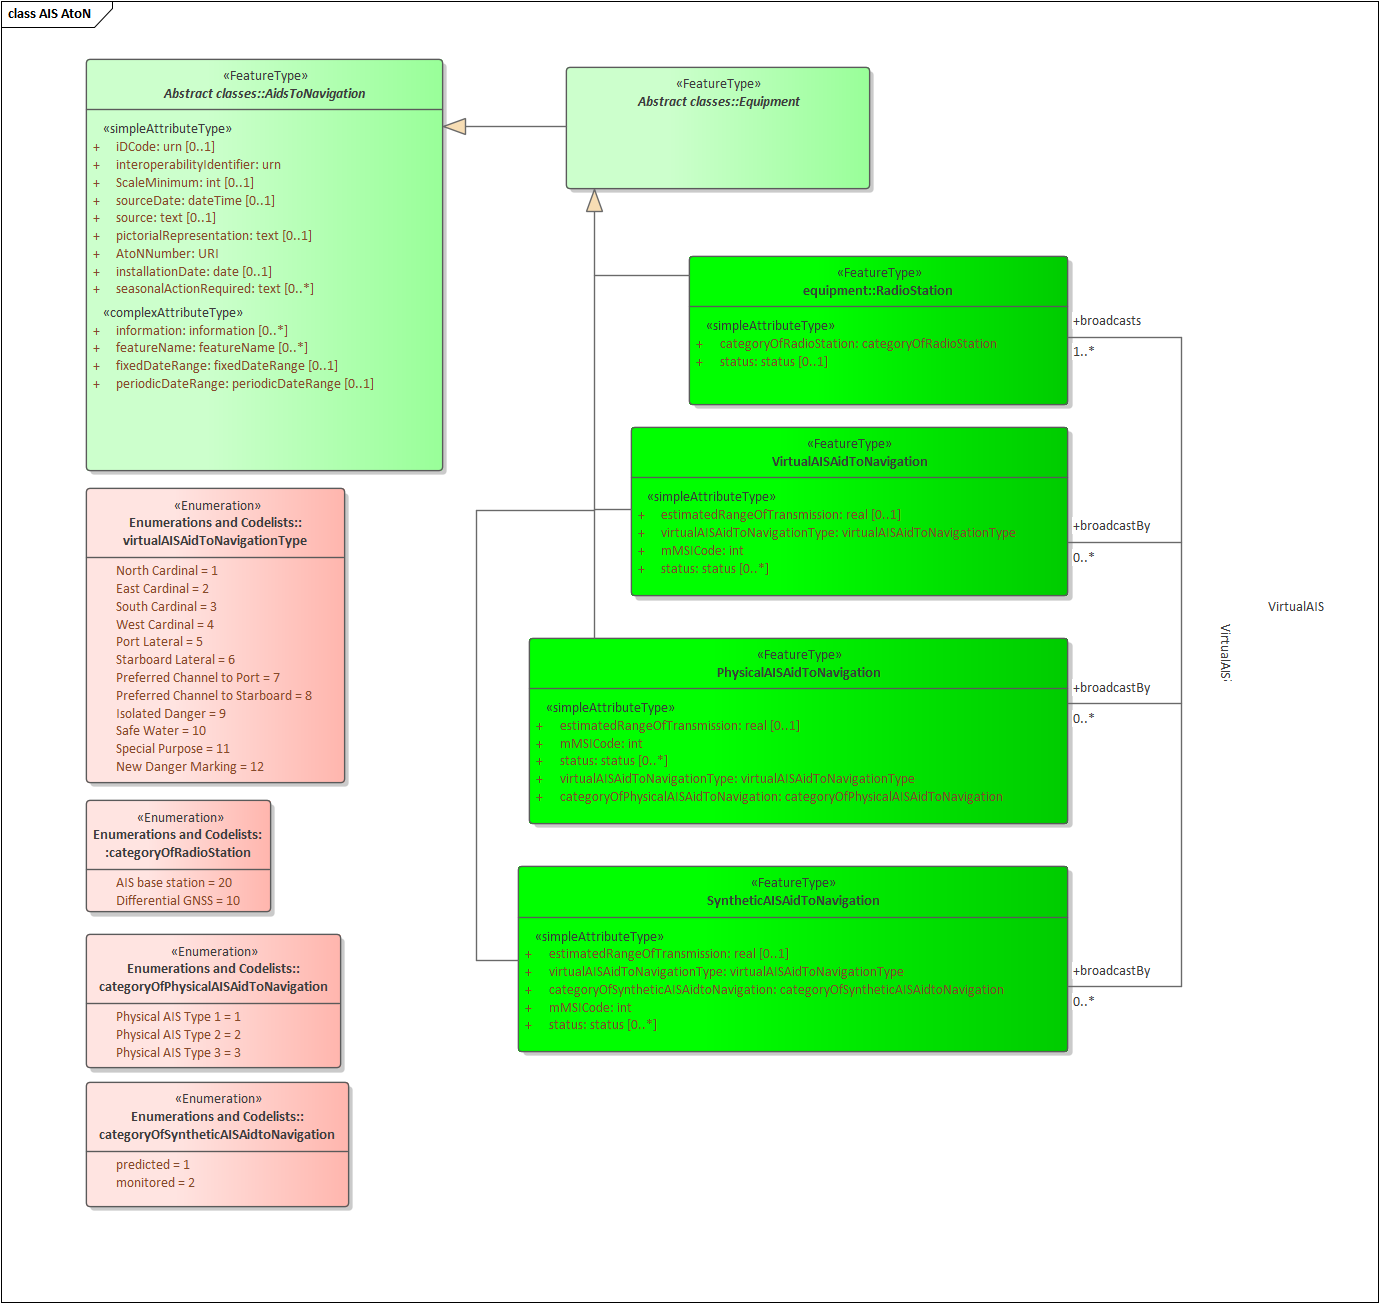 class AIS AtoN
«FeatureType»
Abstract classes::AidsToNavigation
«simpleAttributeType»
+ iDCode: urn [0..1]
+ interoperabilityIdentifier: urn
+ ScaleMinimum: int [0..1]
+ sourceDate: dateTime [0..1]
+ source: text [0..1]
+ pictorialRepresentation: text [0..1]
+ AtoNNumber: URI
+ installationDate: date [0..1]
+ seasonalActionRequired: text [0..*]
«complexAttributeType»
+ information: information [0..*]
+ featureName: featureName [0..*]
+ fixedDateRange: fixedDateRange [0..1]
+ periodicDateRange: periodicDateRange [0..1]
«FeatureType»
Abstract classes::Equipment
«FeatureType»
equipment::RadioStation
«simpleAttributeType»
+ categoryOfRadioStation: categoryOfRadioStation
+ status: status [0..1]
+broadcasts
1..*
«FeatureType»
VirtualAISAidToNavigation
«simpleAttributeType»
+ estimatedRangeOfTransmission: real [0..1]
+ virtualAISAidToNavigationType: virtualAISAidToNavigationType
+ mMSICode: int
+ status: status [0..*]
+broadcastBy
0..*
VirtualAIS
VirtualAIS'
«FeatureType»
PhysicalAISAidToNavigation
«simpleAttributeType»
+ estimatedRangeOfTransmission: real [0..1]
+ mMSICode: int
+ status: status [0..*]
+ virtualAISAidToNavigationType: virtualAISAidToNavigationType
+ categoryOfPhysicalAISAidToNavigation: categoryOfPhysicalAISAidToNavigation
+broadcastBy
0..*
«FeatureType»
SyntheticAISAidToNavigation
«simpleAttributeType»
+ estimatedRangeOfTransmission: real [0..1]
+ virtualAISAidToNavigationType: virtualAISAidToNavigationType
+ categoryOfSyntheticAISAidtoNavigation: categoryOfSyntheticAISAidtoNavigation
+ mMSICode: int
+ status: status [0..*]
+broadcastBy
0..*
«Enumeration»
Enumerations and Codelists::
virtualAISAidToNavigationType
North Cardinal = 1
East Cardinal = 2
South Cardinal = 3
West Cardinal = 4
Port Lateral = 5
Starboard Lateral = 6
Preferred Channel to Port = 7
Preferred Channel to Starboard = 8
Isolated Danger = 9
Safe Water = 10
Special Purpose = 11
New Danger Marking = 12
«Enumeration»
Enumerations and Codelists:
:categoryOfRadioStation
AIS base station = 20
Differential GNSS = 10
«Enumeration»
Enumerations and Codelists::
categoryOfPhysicalAISAidToNavigation
Physical AIS Type 1 = 1
Physical AIS Type 2 = 2
Physical AIS Type 3 = 3
«Enumeration»
Enumerations and Codelists::
categoryOfSyntheticAISAidtoNavigation
predicted = 1
monitored = 2